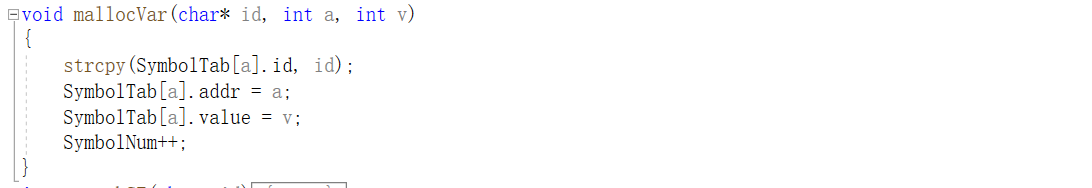 void mallocVar(char* id, int a, int v)
{
strcpy(SymbolTab[a].id, id);
SymbolTab[a].addr = a;
SymbolTab[a].value = v;
SymbolNum++;
}